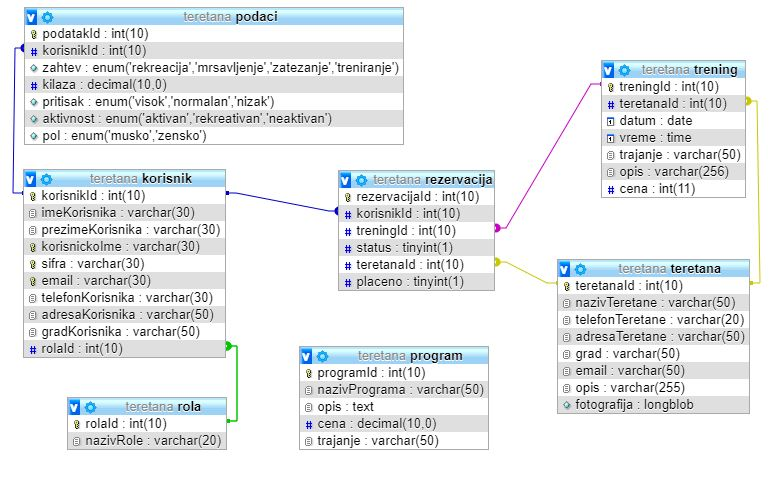 teretana podaci
podatakId : int(10)
korisnikId : int(10)
zahtev : enum('rekreacija','mrsavljenje','zatezanje','treniranje')
kilaza : decimal(10,0)
pritisak : enum('visok','normalan','nizak')
aktivnost : enum('aktivan','rekreativan','neaktivan')
pol : enum('musko','zensko')
teretana trening
treningId : int(10)
teretanaId : int(10)
datum : date
vreme : time
trajanje : varchar(50)
opis : varchar(256)
cena : int(11)
teretana korisnik
korisnikId : int(10)
imeKorisnika : varchar(30)
prezimeKorisnika : varchar(30)
korisnickoIme : varchar(30)
sifra : varchar(30)
email : varchar(30)
telefonKorisnika : varchar(30)
adresaKorisnika : varchar(50)
gradKorisnika : varchar(50)
rolaId : int(10)
teretana rezervacija
rezervacijaId : int(10)
korisnikId : int(10)
treningId : int(10)
status : tinyint(1)
teretanaId : int(10)
placeno : tinyint(1)
teretana teretana
teretanaId : int(10)
nazivTeretane : varchar(50)
telefonTeretane : varchar(20)
adresaTeretane : varchar(50)
grad : varchar(50)
email : varchar(50)
opis : varchar(255)
fotografija : longblob
teretana program
programId : int(10)
nazivPrograma : varchar(50)
opis : text
cena : decimal(10,0)
trajanje : varchar(50)
teretana rola
rolaId : int(10)
nazivRole : varchar(20)